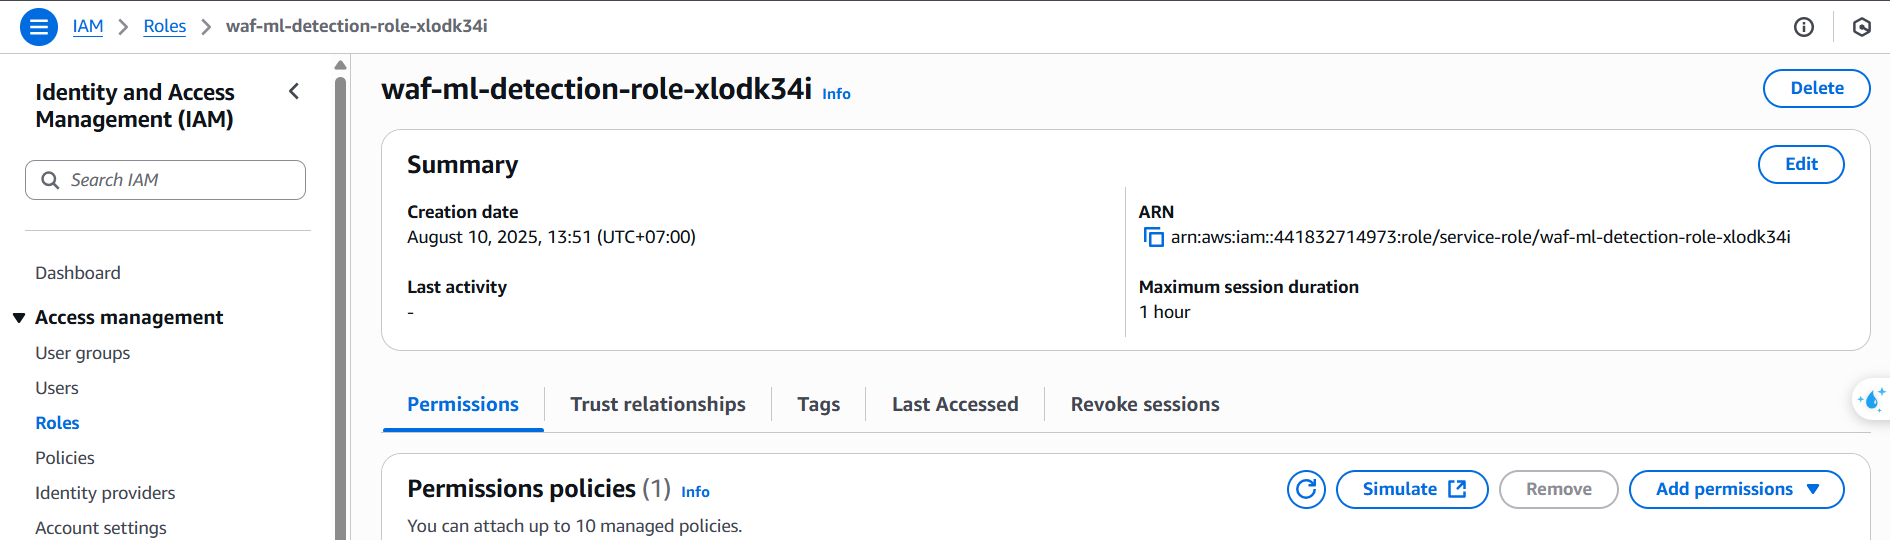 IAM > Roles > waf-ml-detection-role-xlodk34i
Identity and Access
Management (IAM)
Search IAM
Dashboard
Access management
User groups
Users
Roles
Policies
Identity providers
Account settings
waf-ml-detection-role-xlodk34i Info
Delete
Summary
Edit
Creation date
August 10, 2025, 13:51 (UTC+07:00)
ARN
arn:aws:iam::441832714973:role/service-role/waf-ml-detection-role-xlodk34i
Last activity
-
Maximum session duration
1 hour
Permissions
Trust relationships
Tags
Last Accessed
Revoke sessions
Permissions policies (1) Info
Simulate
Remove
Add permissions
You can attach up to 10 managed policies.